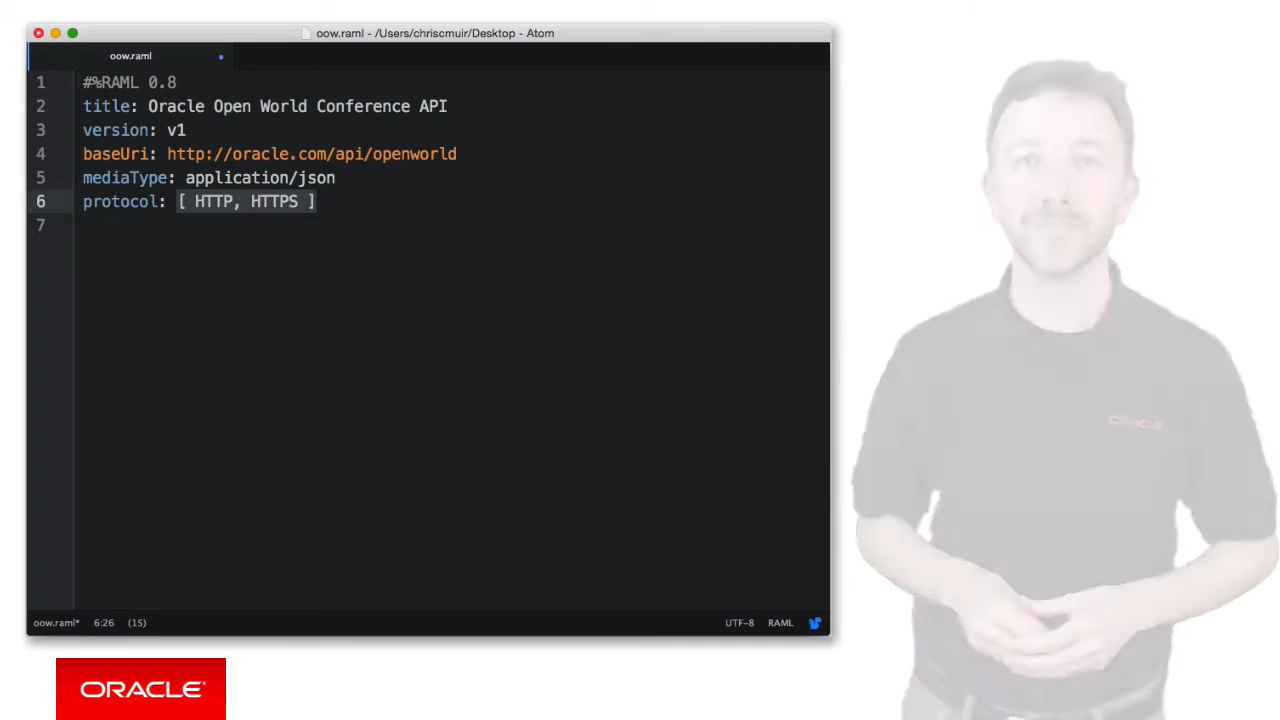 oow.raml - /Users/chriscmuir/Desktop - Atom
oow.raml
1 #%RAML 0.8
2 title: Oracle Open World Conference API
3 version: v1
4 baseUri: http://oracle.com/api/openworld
5 mediaType: application/json
6 protocol: [ HTTP, HTTPS ]
7
oow.raml* 6:26 (15) UTF-8 RAML
ORACLE
ORACLE®